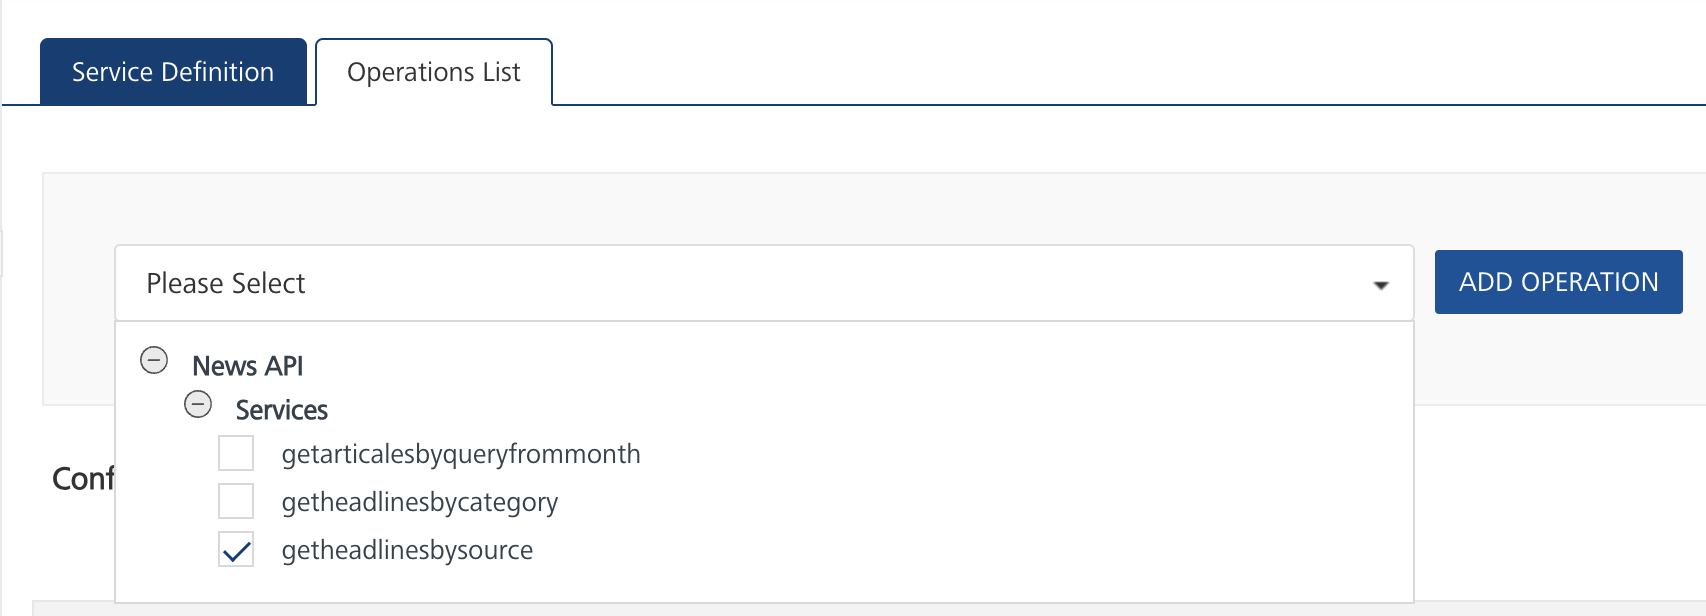 Service Definition
Operations List
Please Select
ADD OPERATION
News API
Services
getarticalesbyqueryfrommonth
getheadlinesbycategory
Conf
getheadlinesbysource